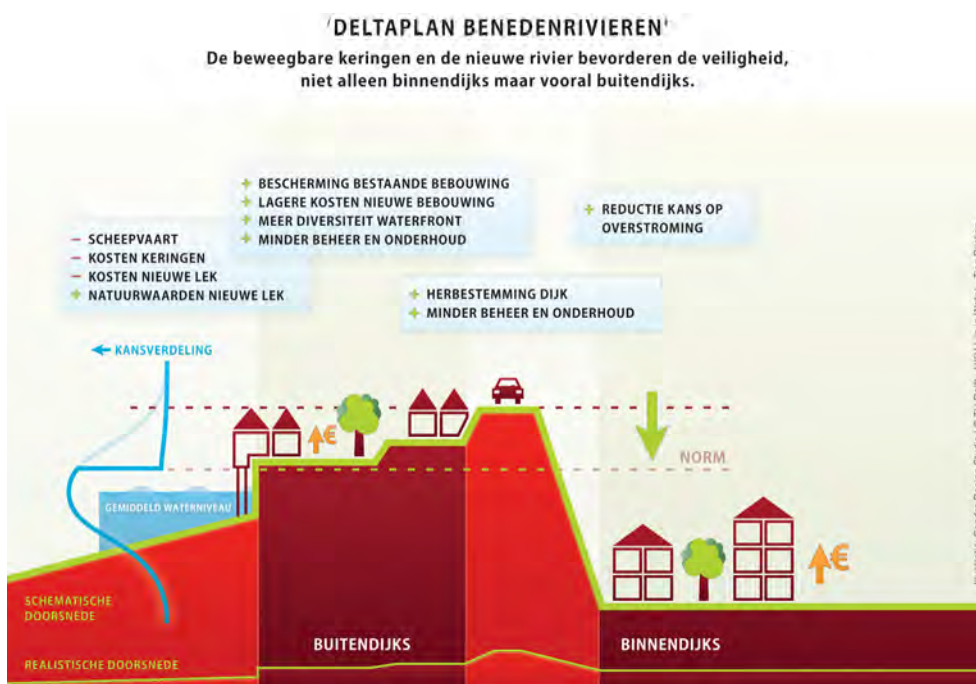 'DELTAPLAN BENEDENRIVIEREN'
De beweegbare keringen en de nieuwe rivier bevorderen de veiligheid,
niet alleen binnendijks maar vooral buitendijks.
+ BESCHERMING BESTAANDE BEBOUWING
+ LAGERE KOSTEN NIEUWE BEBOUWING
+ MEER DIVERSITEIT WATERFRONT
+ MINDER BEHEER EN ONDERHOUD
+ REDUCTIE KANS OP
OVERSTROMING
− SCHEEPVAART
− KOSTEN KERINGEN
− KOSTEN NIEUWE LEK
+ NATUURWAARDEN NIEUWE LEK
+ HERBESTEMMING DIJK
+ MINDER BEHEER EN ONDERHOUD
KANSVERDELING
€
NORM
GEMIDDELD WATERNIVEAU
€
SCHEMATISCHE
DOORSNEDE
BUITENDIJKS
BINNENDIJKS
REALISTISCHE DOORSNEDE